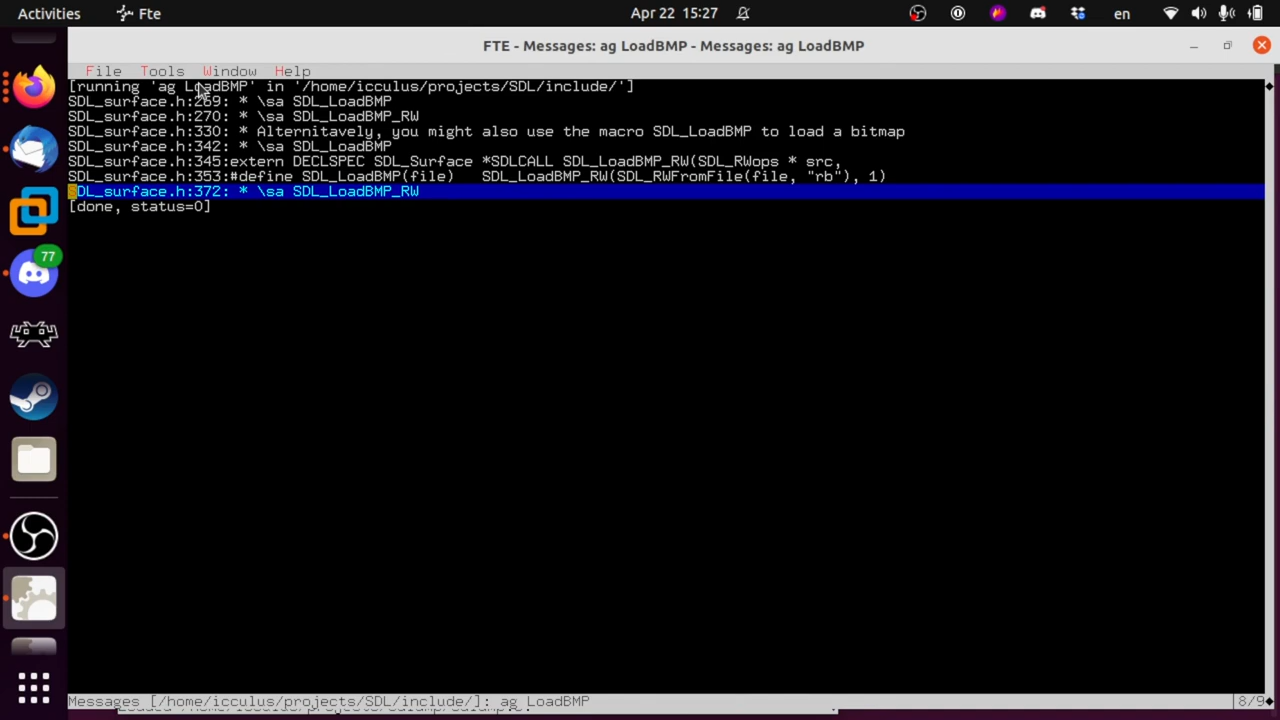 Activities Fte Apr 22 15:27 en
FTE - Messages: ag LoadBMP - Messages: ag LoadBMP
File Tools Window Help
[running 'ag LoadBMP' in '/home/icculus/projects/SDL/include/']
SDL_surface.h:269: * \sa SDL_LoadBMP
SDL_surface.h:270: * \sa SDL_LoadBMP_RW
SDL_surface.h:330: * Alternitavely, you might also use the macro SDL_LoadBMP to load a bitmap
SDL_surface.h:342: * \sa SDL_LoadBMP
SDL_surface.h:345:extern DECLSPEC SDL_Surface *SDLCALL SDL_LoadBMP_RW(SDL_RWops * src,
SDL_surface.h:353:#define SDL_LoadBMP(file)   SDL_LoadBMP_RW(SDL_RWFromFile(file, "rb"), 1)
SDL_surface.h:372: * \sa SDL_LoadBMP_RW
[done, status=0]
77
Messages [/home/icculus/projects/SDL/include/]: ag LoadBMP 8/9